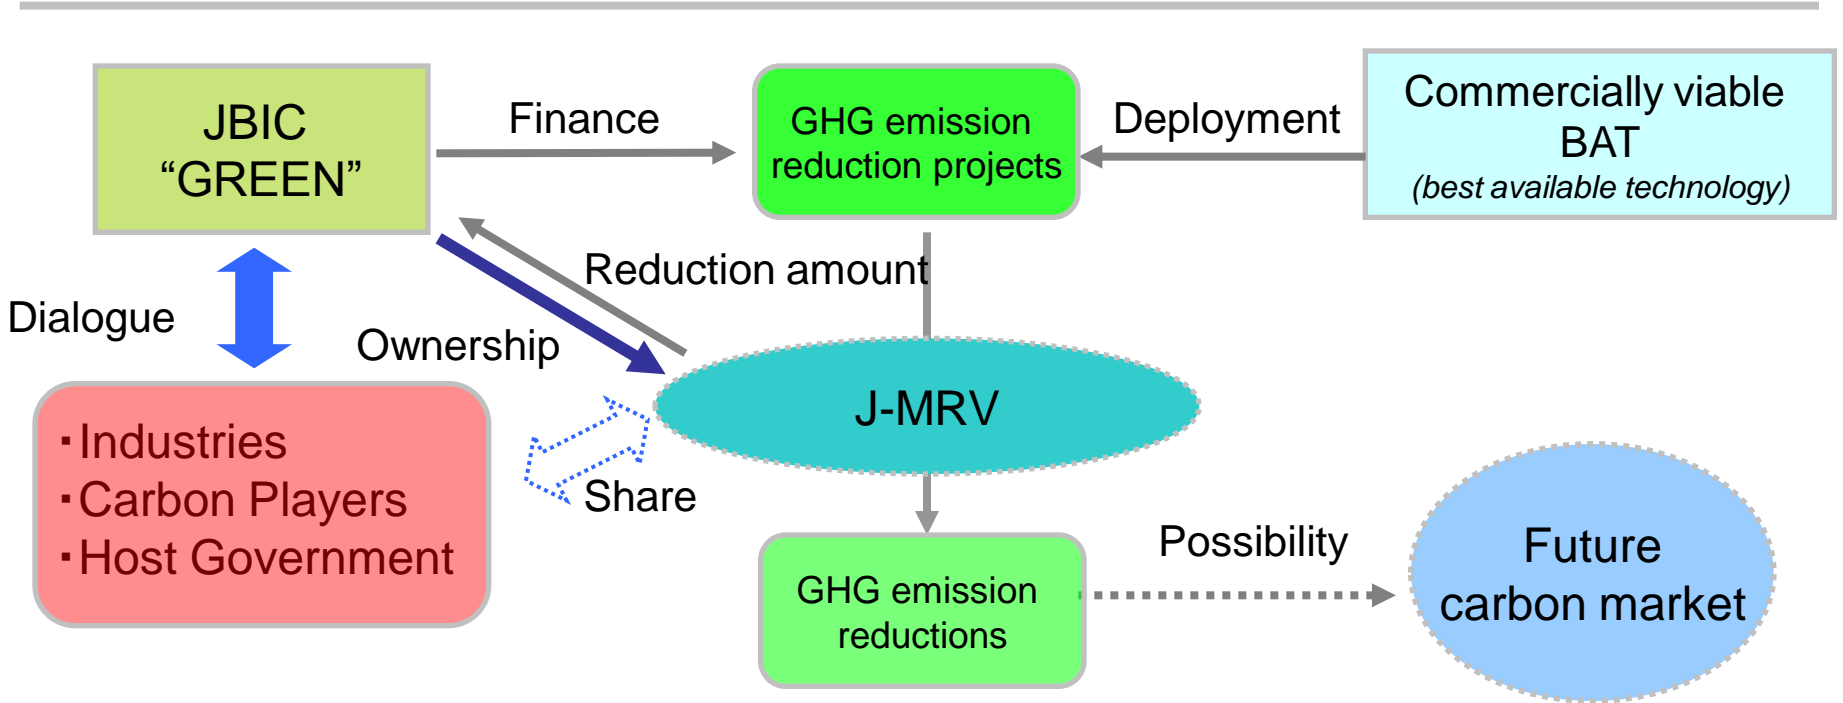 JBIC
“GREEN”
Finance
GHG emission
reduction projects
Deployment
Commercially viable
BAT
(best available technology)
Reduction amount
Dialogue
Ownership
J-MRV
・Industries
・Carbon Players
・Host Government
Share
GHG emission
reductions
Possibility
Future
carbon market